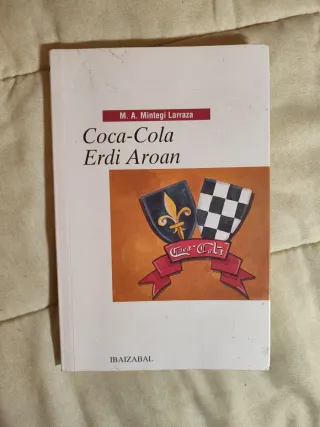 M. A. Mintegi Larraza
Coca-Cola
Erdi Aroan
Coca-Cola
IBAIZABAL